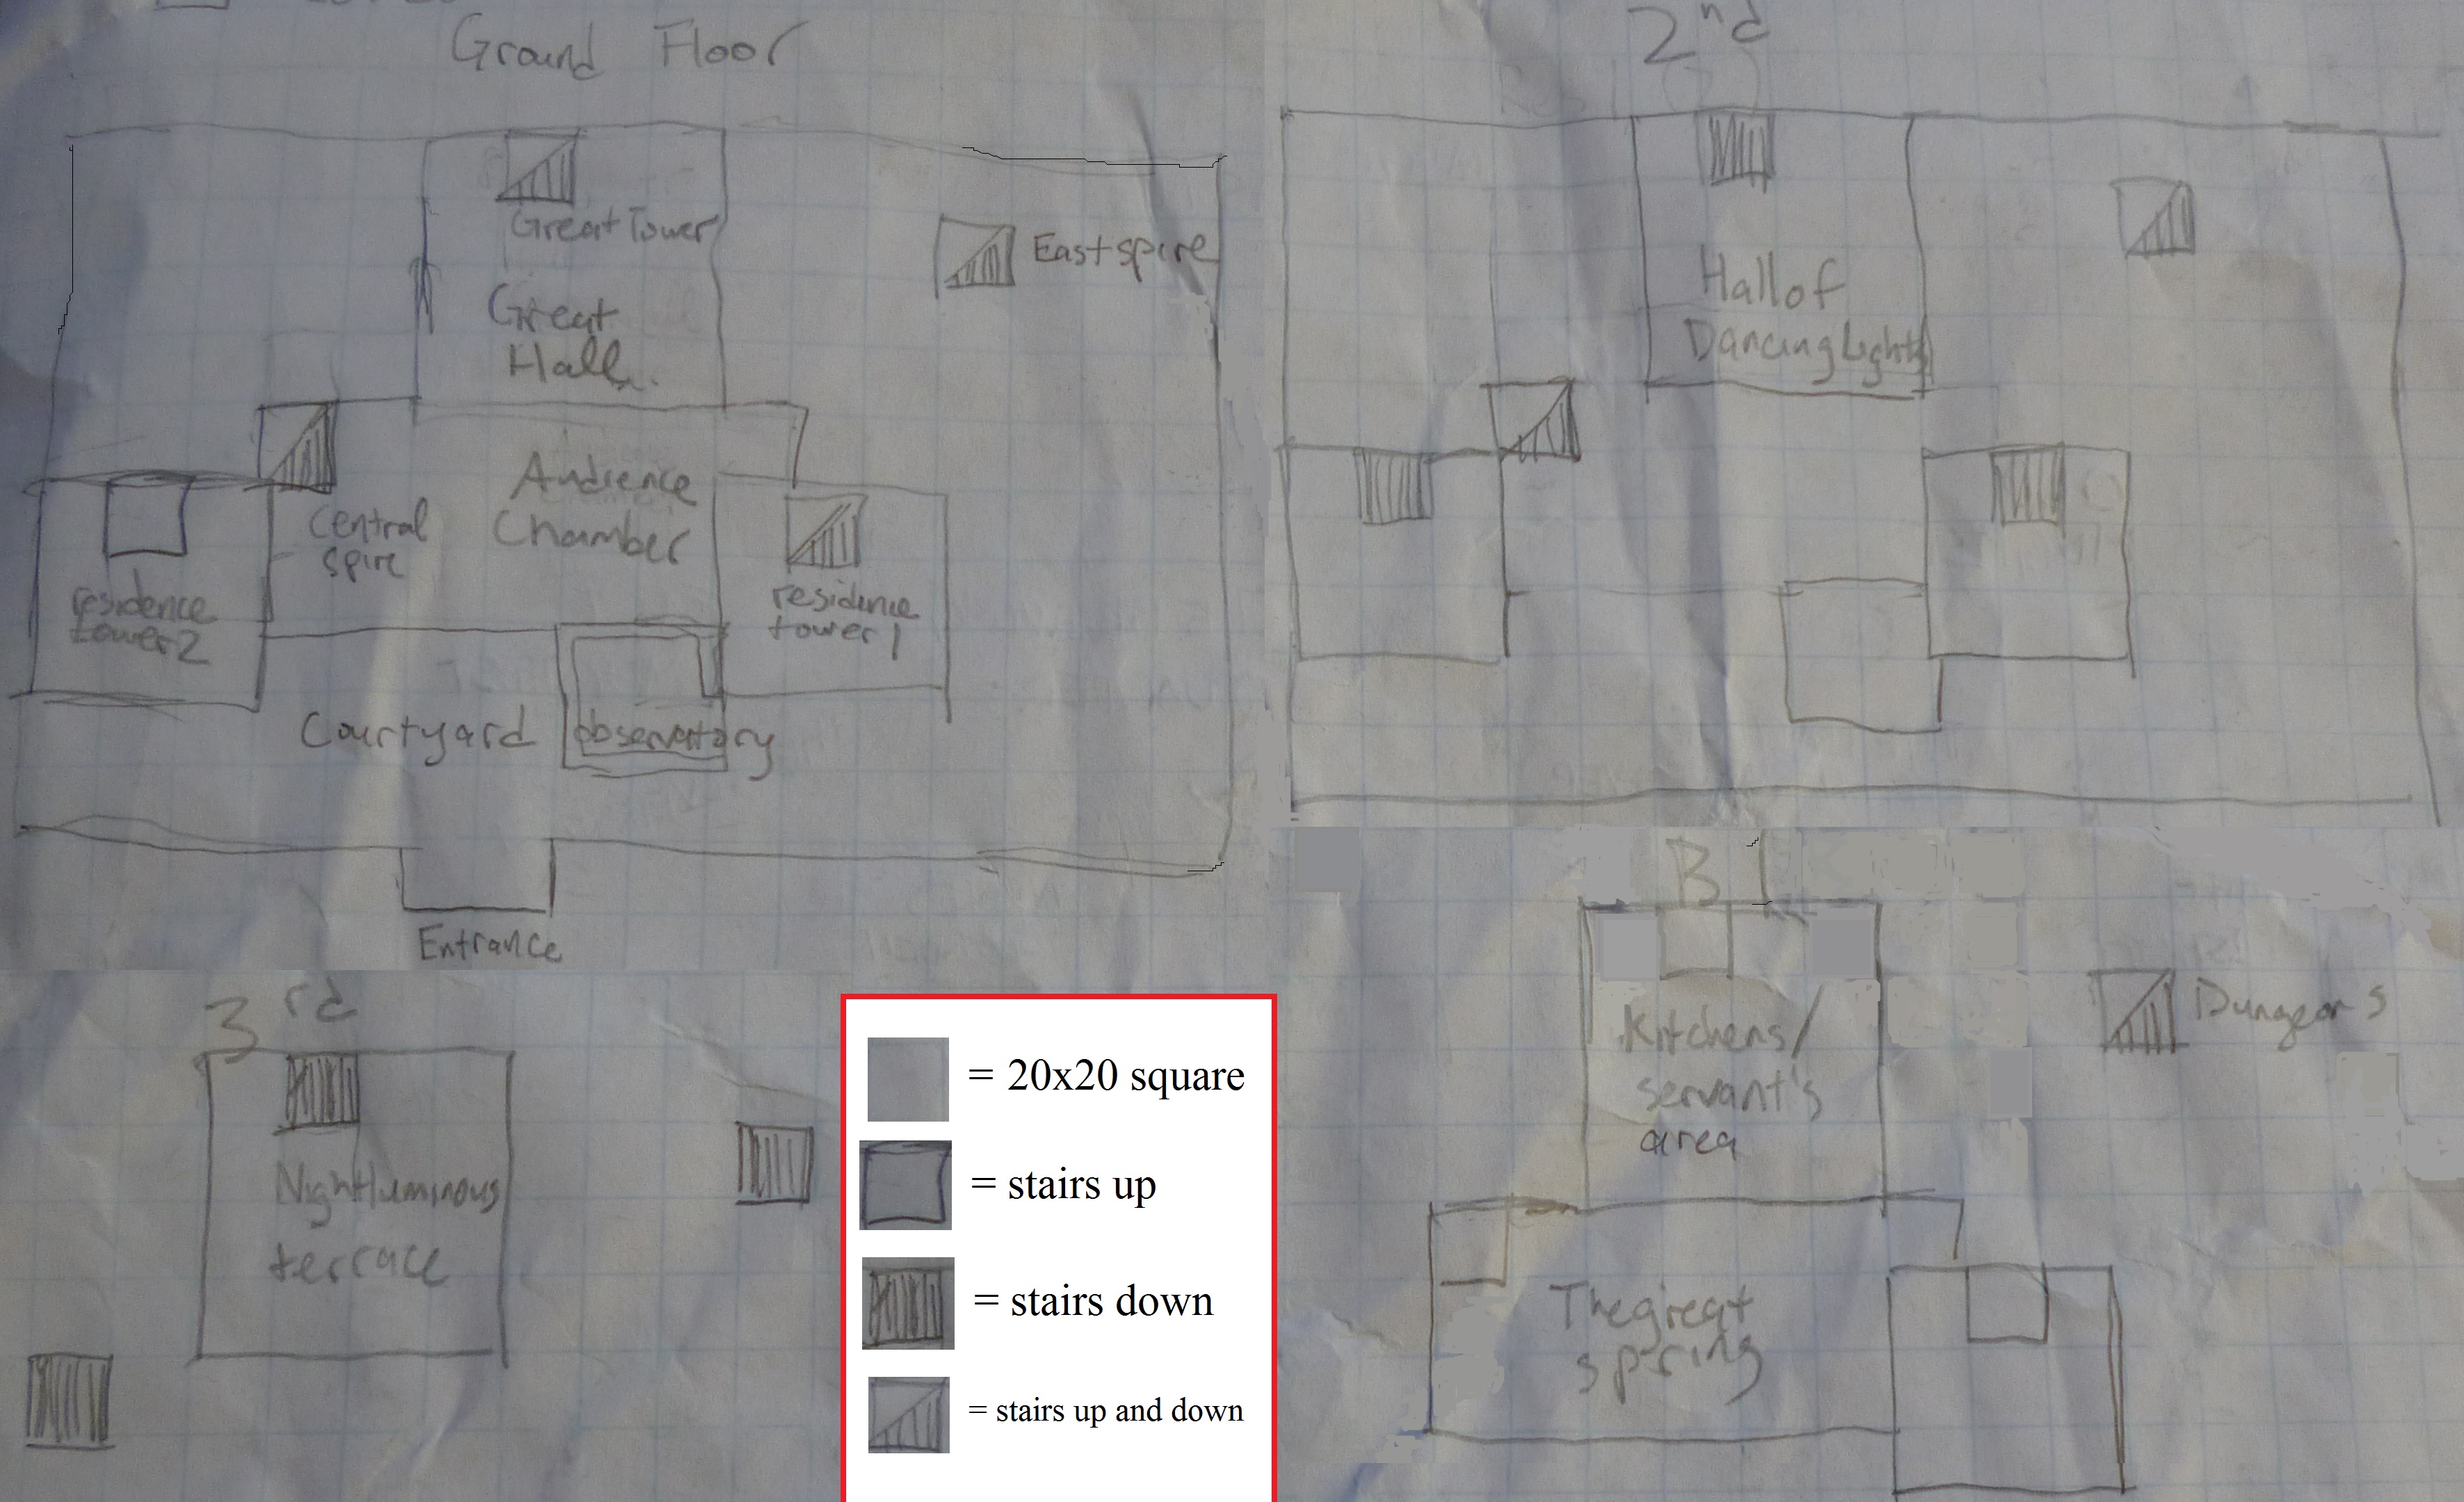 Ground Floor
Great Tower
East spire
Great
Hall
Audience
Chamber
Central
spire
residence
tower 2
residence
tower 1
Courtyard
observatory
Entrance
2nd
Hall of
Dancing Lights
3rd
Nightluminous
terrace
= 20x20 square
= stairs up
= stairs down
= stairs up and down
B1
Kitchens/
servant's
area
Dungeons
The great
spring